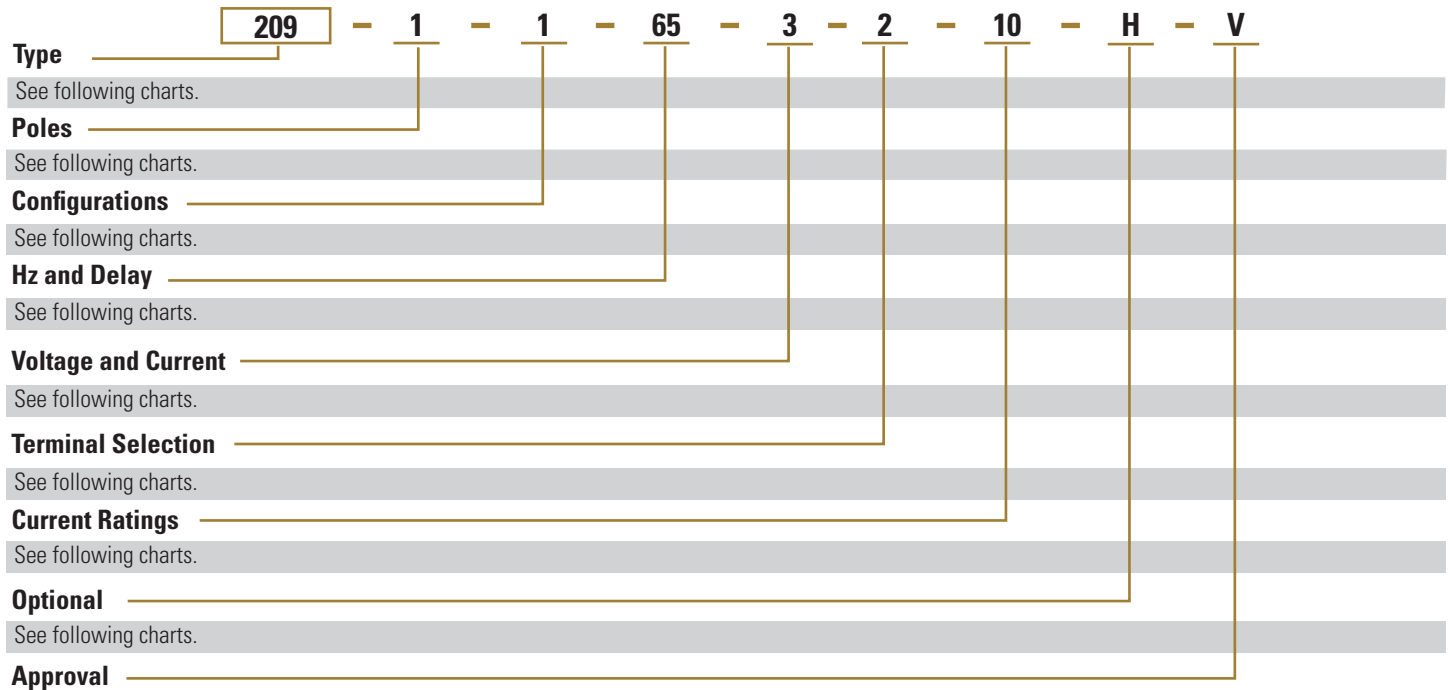 209 – 1 – 1 – 65 – 3 – 2 – 10 – H – V
Type
See following charts.
Poles
See following charts.
Configurations
See following charts.
Hz and Delay
See following charts.
Voltage and Current
See following charts.
Terminal Selection
See following charts.
Current Ratings
See following charts.
Optional
See following charts.
Approval